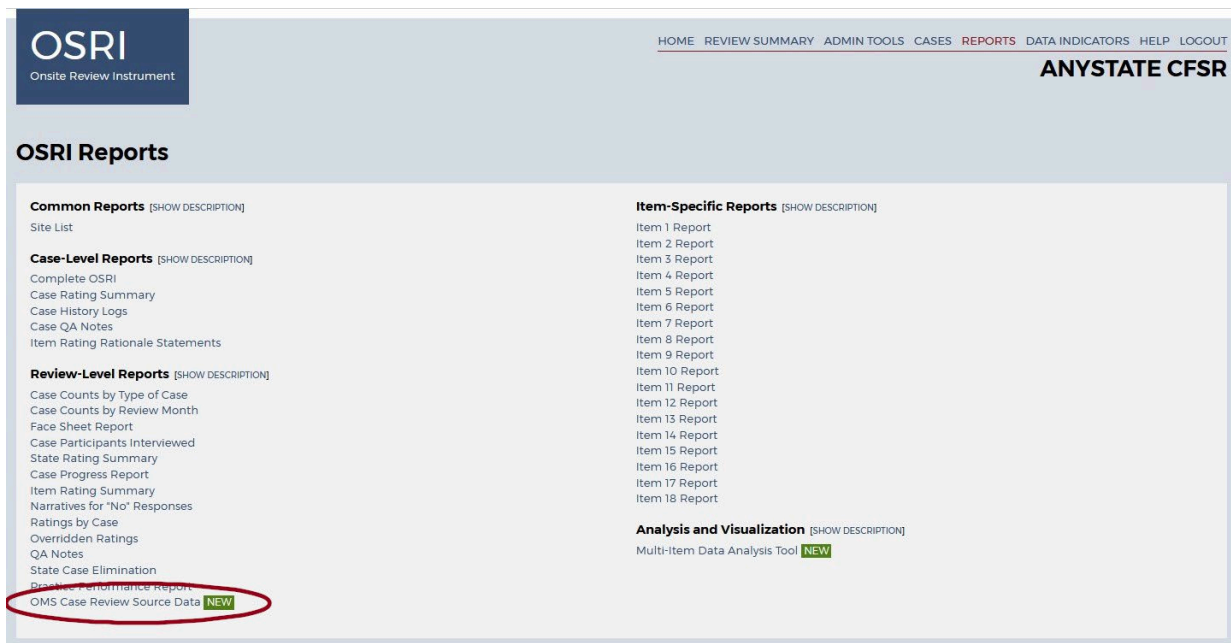 OSRI
Onsite Review Instrument
HOME REVIEW SUMMARY ADMIN TOOLS CASES REPORTS DATA INDICATORS HELP LOGOUT
ANYSTATE CFSR
OSRI Reports
Common Reports [SHOW DESCRIPTION]
Site List
Case-Level Reports [SHOW DESCRIPTION]
Complete OSRI
Case Rating Summary
Case History Logs
Case QA Notes
Item Rating Rationale Statements
Review-Level Reports [SHOW DESCRIPTION]
Case Counts by Type of Case
Case Counts by Review Month
Face Sheet Report
Case Participants Interviewed
State Rating Summary
Case Progress Report
Item Rating Summary
Narratives for "No" Responses
Ratings by Case
Overridden Ratings
QA Notes
State Case Elimination
Practice Performance Report
OMS Case Review Source Data NEW
Item-Specific Reports [SHOW DESCRIPTION]
Item 1 Report
Item 2 Report
Item 3 Report
Item 4 Report
Item 5 Report
Item 6 Report
Item 7 Report
Item 8 Report
Item 9 Report
Item 10 Report
Item 11 Report
Item 12 Report
Item 13 Report
Item 14 Report
Item 15 Report
Item 16 Report
Item 17 Report
Item 18 Report
Analysis and Visualization [SHOW DESCRIPTION]
Multi-Item Data Analysis Tool NEW